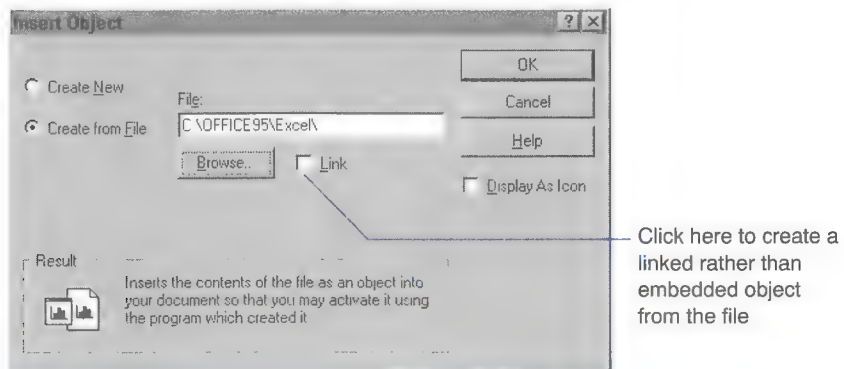 Insert Object
? ×
OK
Create New
File:
Cancel
Create from File
C \OFFICE95\Excel\
Help
Browse..
Link
Display As Icon
Click here to create a
linked rather than
embedded object
from the file
Result
Inserts the contents of the file as an object into
your document so that you may activate it using
the program which created it